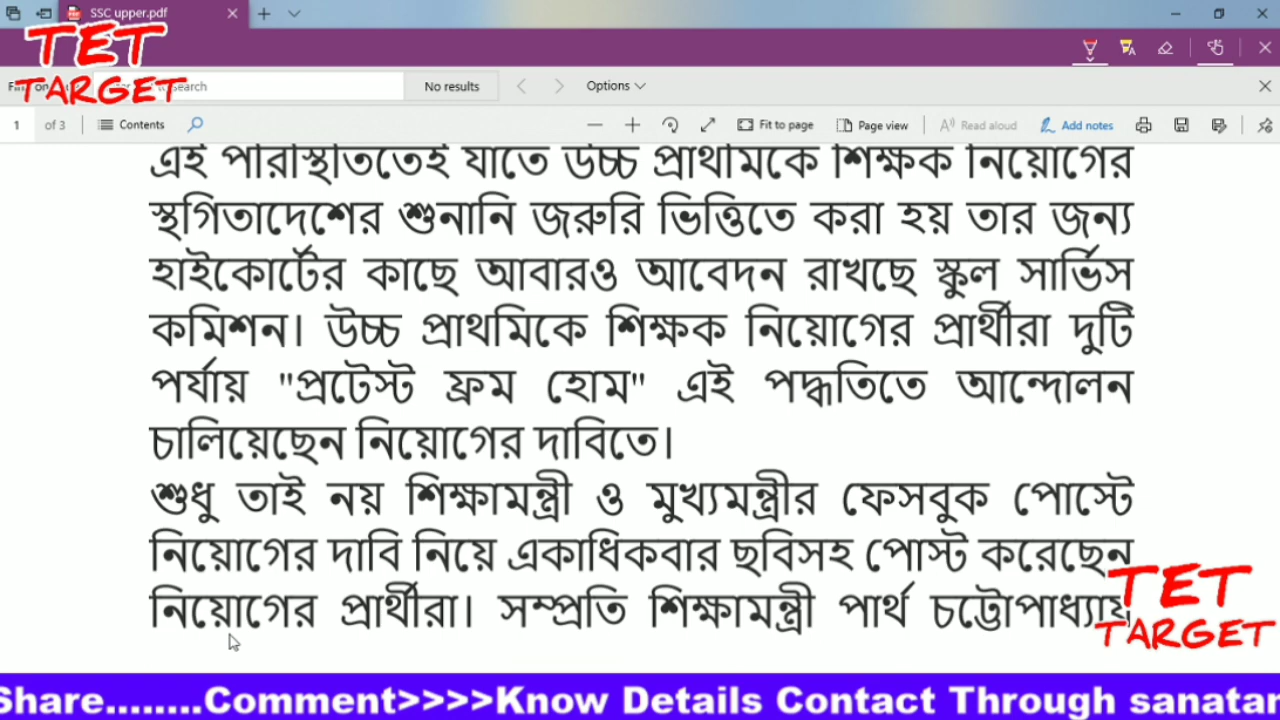 SSC upper.pdf
TET
TARGET
No results
Options
1 of 3
Contents
Fit to page
Page view
Read aloud
Add notes
এই পরিস্থিতিতেই যাতে উচ্চ প্রাথমিকে শিক্ষক নিয়োগের
স্থগিতাদেশের শুনানি জরুরি ভিত্তিতে করা হয় তার জন্য
হাইকোর্টের কাছে আবারও আবেদন রাখছে স্কুল সার্ভিস
কমিশন। উচ্চ প্রাথমিকে শিক্ষক নিয়োগের প্রার্থীরা দুটি
পর্যায় "প্রটেস্ট ফ্রম হোম" এই পদ্ধতিতে আন্দোলন
চালিয়েছেন নিয়োগের দাবিতে।
শুধু তাই নয় শিক্ষামন্ত্রী ও মুখ্যমন্ত্রীর ফেসবুক পোস্টে
নিয়োগের দাবি নিয়ে একাধিকবার ছবিসহ পোস্ট করেছেন
নিয়োগের প্রার্থীরা। সম্প্রতি শিক্ষামন্ত্রী পার্থ চট্টোপাধ্যায়
TET
TARGET
Share........Comment>>>>Know Details Contact Through sanatan